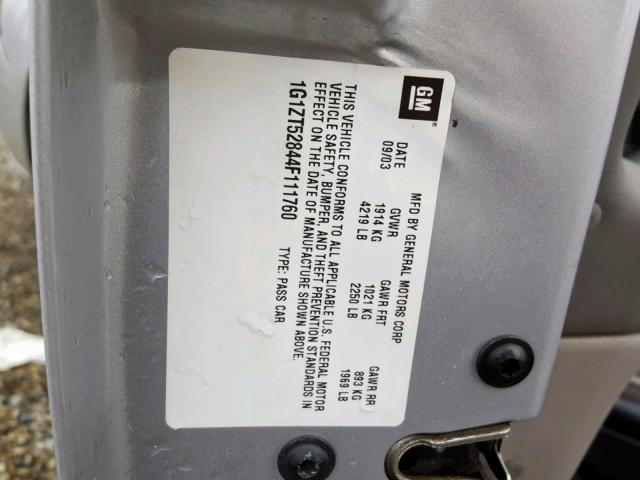 GM
MFD BY GENERAL MOTORS CORP
DATE GVWR GAWR FRT GAWR RR
09/03 1914 KG 1021 KG 893 KG
4219 LB 2250 LB 1969 LB
THIS VEHICLE CONFORMS TO ALL APPLICABLE U.S. FEDERAL MOTOR
VEHICLE SAFETY, BUMPER, AND THEFT PREVENTION STANDARDS IN
EFFECT ON THE DATE OF MANUFACTURE SHOWN ABOVE.
1G1ZT52844F111760 TYPE: PASS CAR